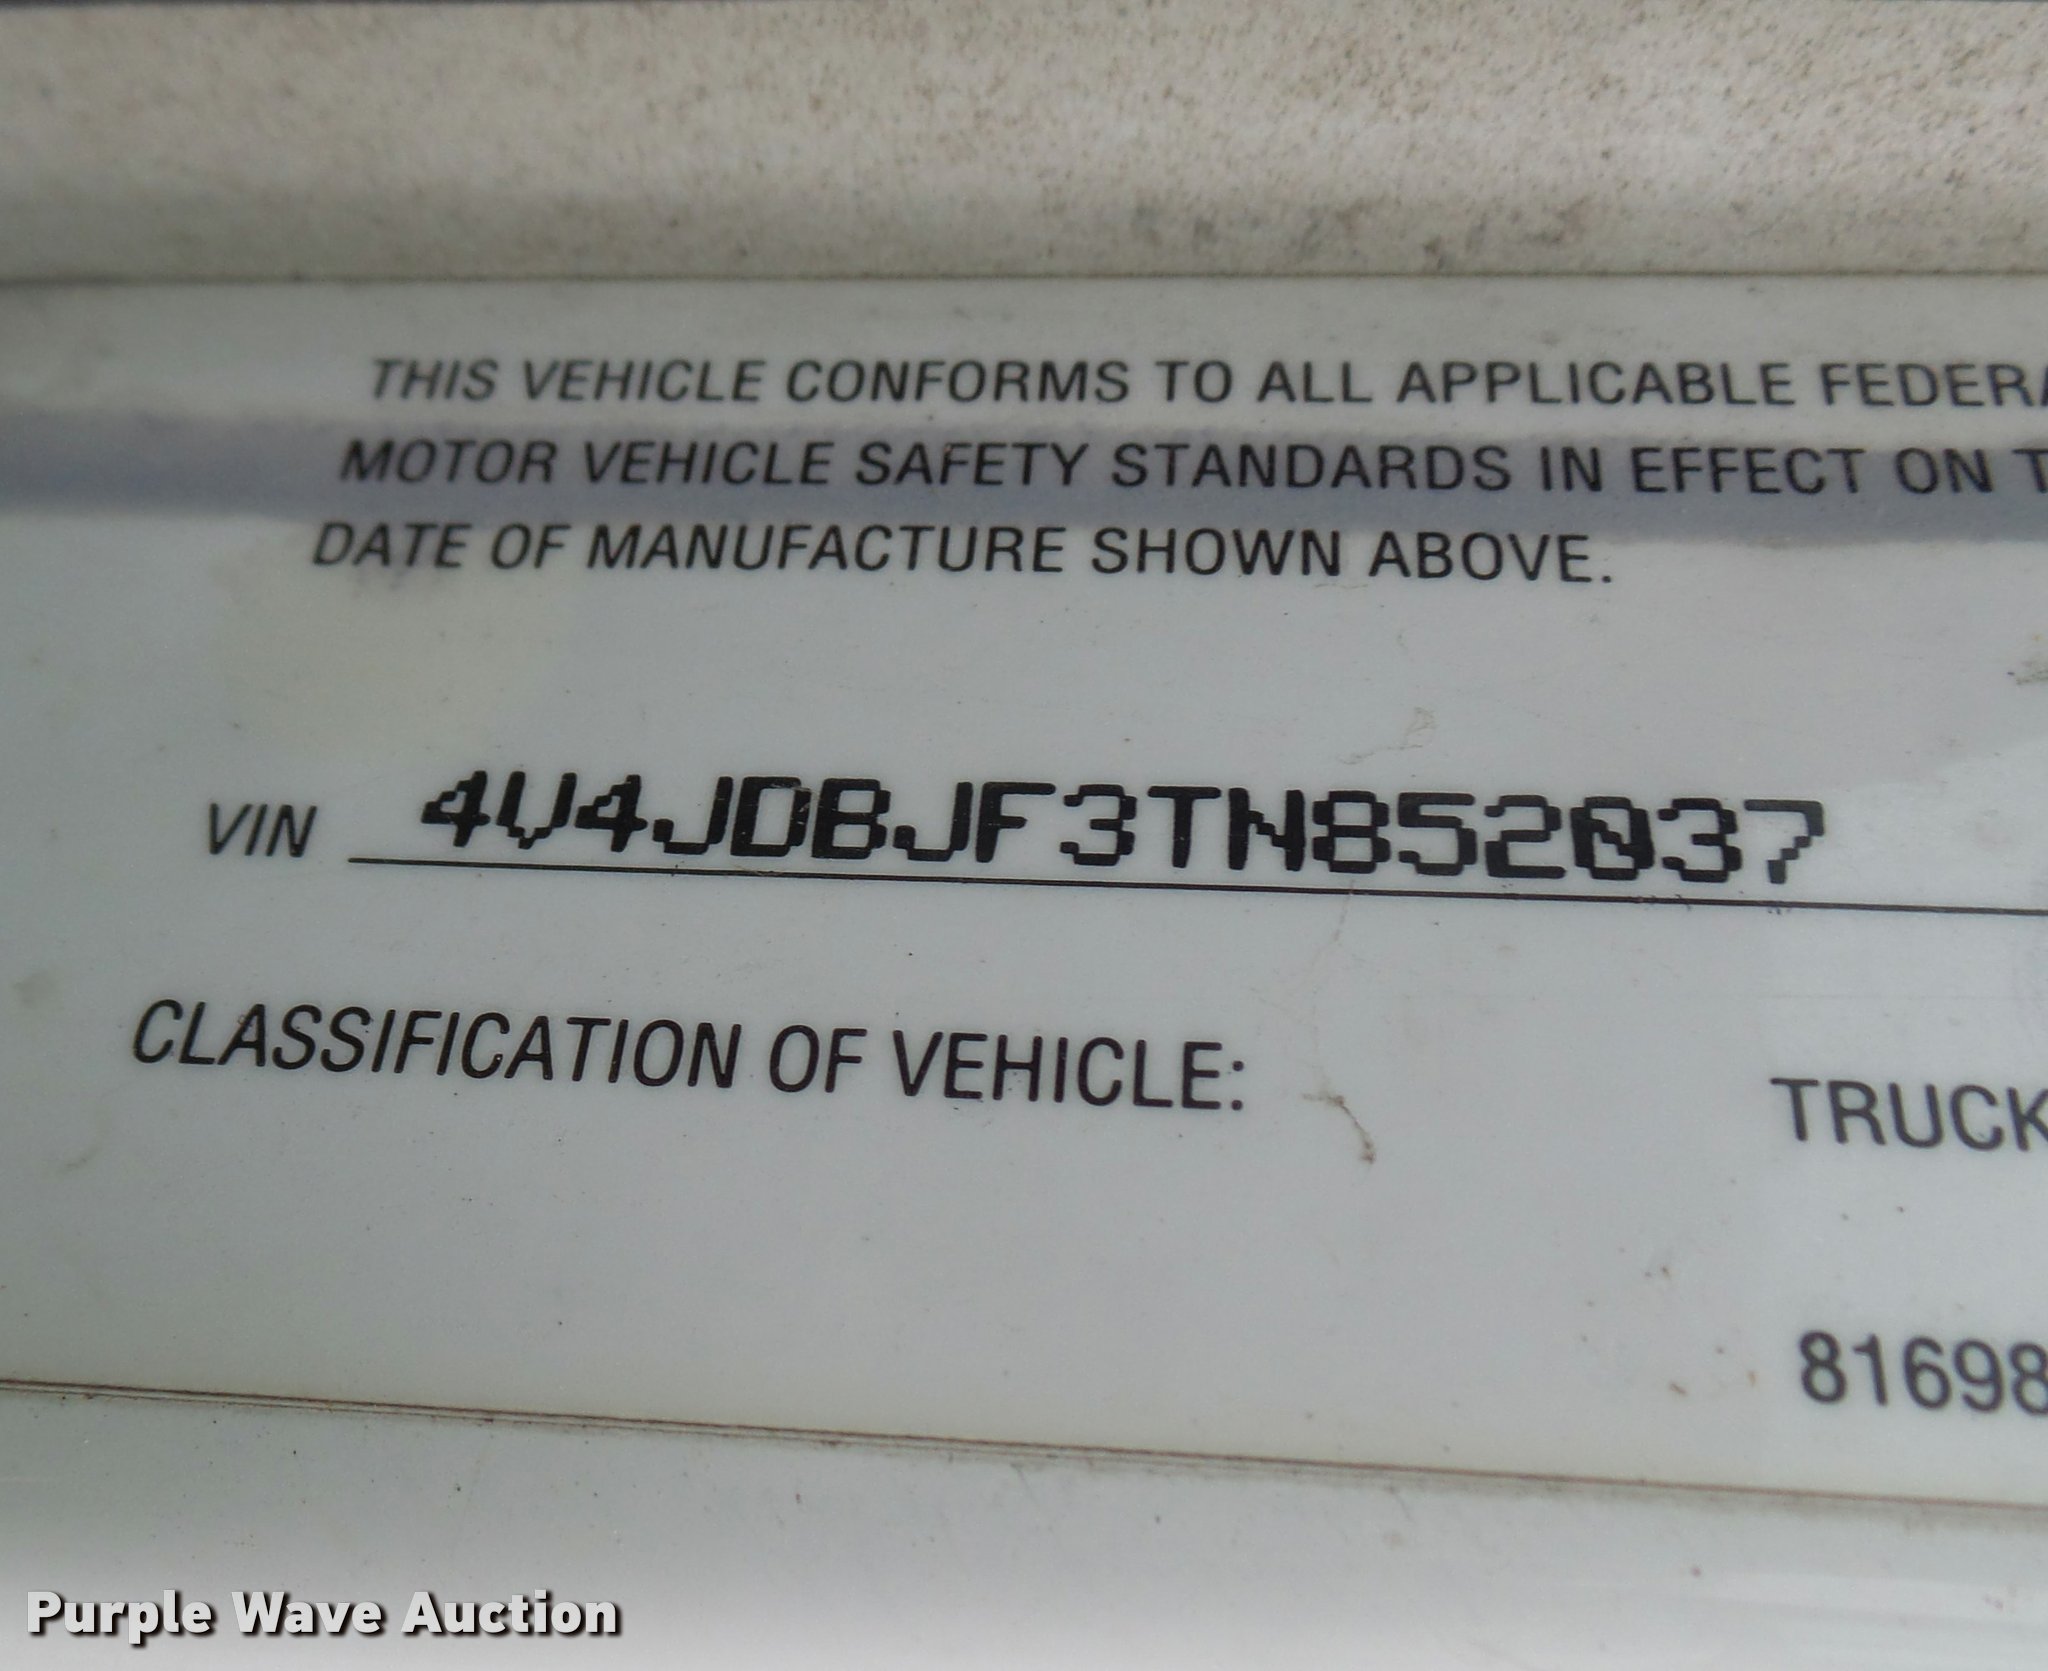 THIS VEHICLE CONFORMS TO ALL APPLICABLE FEDERA
MOTOR VEHICLE SAFETY STANDARDS IN EFFECT ON T
DATE OF MANUFACTURE SHOWN ABOVE.
VIN 4V4JDBJF3TN852037
CLASSIFICATION OF VEHICLE: TRUCK
81698
Purple Wave Auction